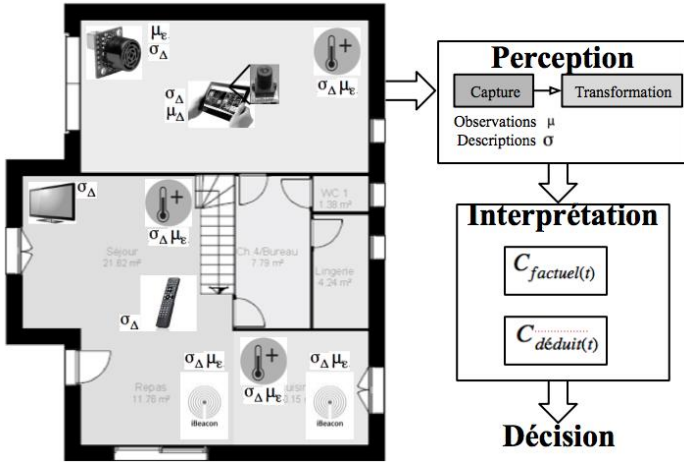 με
σΔ
σΔ
μΔ
+
σΔ με
σΔ
+
σΔ με
Séjour
21.82 m²
σΔ
WC 1
1.38 m²
Ch.4/Bureau
7.79 m²
Lingerie
4.24 m²
σΔ με
Repas
11.76 m²
iBeacon
+
σΔ με
σΔ με
iBeacon
Perception
Capture
Transformation
Observations μ
Descriptions σ
Interprétation
C factuel(t)
C déduit(t)
Décision